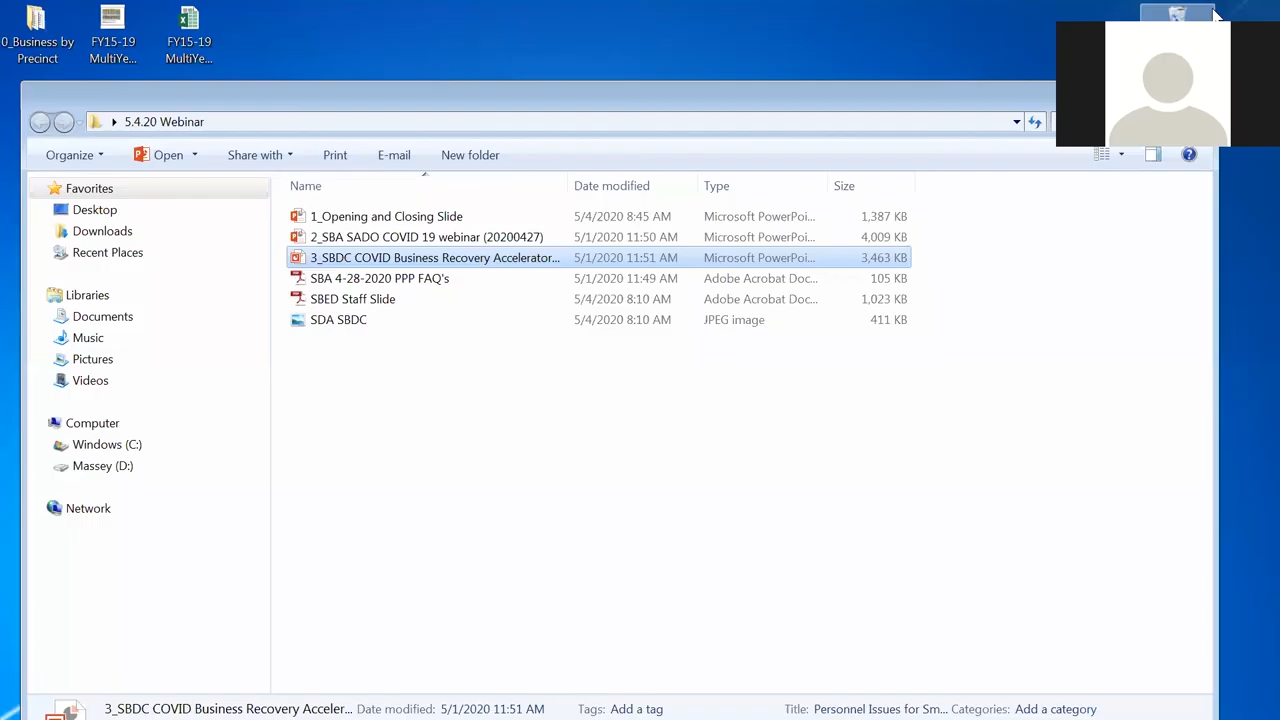 0_Business by Precinct
FY15-19 MultiYe...
FY15-19 MultiYe...
5.4.20 Webinar
Organize Open Share with Print E-mail New folder
Name Date modified Type Size
Favorites
Desktop
Downloads
Recent Places
Libraries
Documents
Music
Pictures
Videos
Computer
Windows (C:)
Massey (D:)
Network
1_Opening and Closing Slide 5/4/2020 8:45 AM Microsoft PowerPoi... 1,387 KB
2_SBA SADO COVID 19 webinar (20200427) 5/1/2020 11:50 AM Microsoft PowerPoi... 4,009 KB
3_SBDC COVID Business Recovery Accelerator... 5/1/2020 11:51 AM Microsoft PowerPoi... 3,463 KB
SBA 4-28-2020 PPP FAQ's 5/1/2020 11:49 AM Adobe Acrobat Doc... 105 KB
SBED Staff Slide 5/4/2020 8:10 AM Adobe Acrobat Doc... 1,023 KB
SDA SBDC 5/4/2020 8:10 AM JPEG image 411 KB
3_SBDC COVID Business Recovery Acceler... Date modified: 5/1/2020 11:51 AM Tags: Add a tag Title: Personnel Issues for Sm... Categories: Add a category